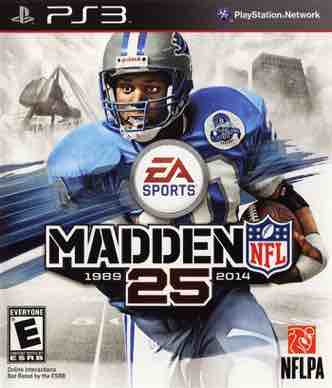 PS3
PlayStation®Network
Riddell
EA
SPORTS
MADDEN NFL
1989 25 2014
EVERYONE
E
ESRB
Online Interactions
Not Rated by the ESRB
NFLPA